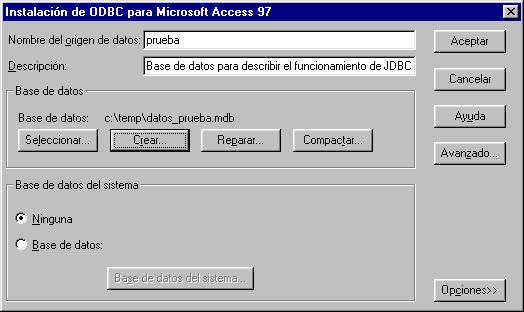 Instalación de ODBC para Microsoft Access 97
Nombre del origen de datos: prueba
Aceptar
Descripción: Base de datos para describir el funcionamiento de JDBC
Cancelar
Base de datos
Base de datos: c:\temp\datos_prueba.mdb
Ayuda
Seleccionar... Crear... Reparar... Compactar...
Avanzado...
Base de datos del sistema
Ninguna
Base de datos:
Base de datos del sistema...
Opciones>>